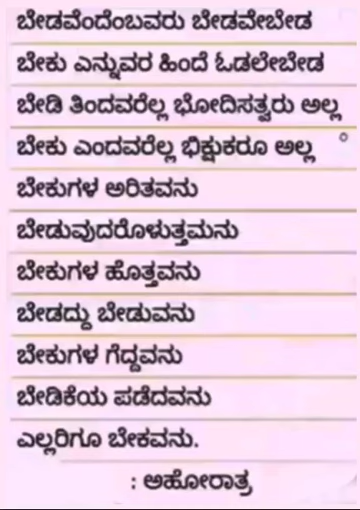 ಬೇಡವೆಂದೆಂಬವರು ಬೇಡವೇಬೇಡ
ಬೇಕು ಎನ್ನುವರ ಹಿಂದೆ ಓಡಲೇಬೇಡ
ಬೇಡಿ ತಿಂದವರೆಲ್ಲ ಭೋದಿಸತ್ವರು ಅಲ್ಲ
ಬೇಕು ಎಂದವರೆಲ್ಲ ಭಿಕ್ಷುಕರೂ ಅಲ್ಲ
ಬೇಕುಗಳ ಅರಿತವನು
ಬೇಡುವುದರೊಳುತ್ತಮನು
ಬೇಕುಗಳ ಹೊತ್ತವನು
ಬೇಡದ್ದು ಬೇಡುವನು
ಬೇಕುಗಳ ಗೆದ್ದವನು
ಬೇಡಿಕೆಯ ಪಡೆದವನು
ಎಲ್ಲರಿಗೂ ಬೇಕವನು.
: ಅಹೋರಾತ್ರ